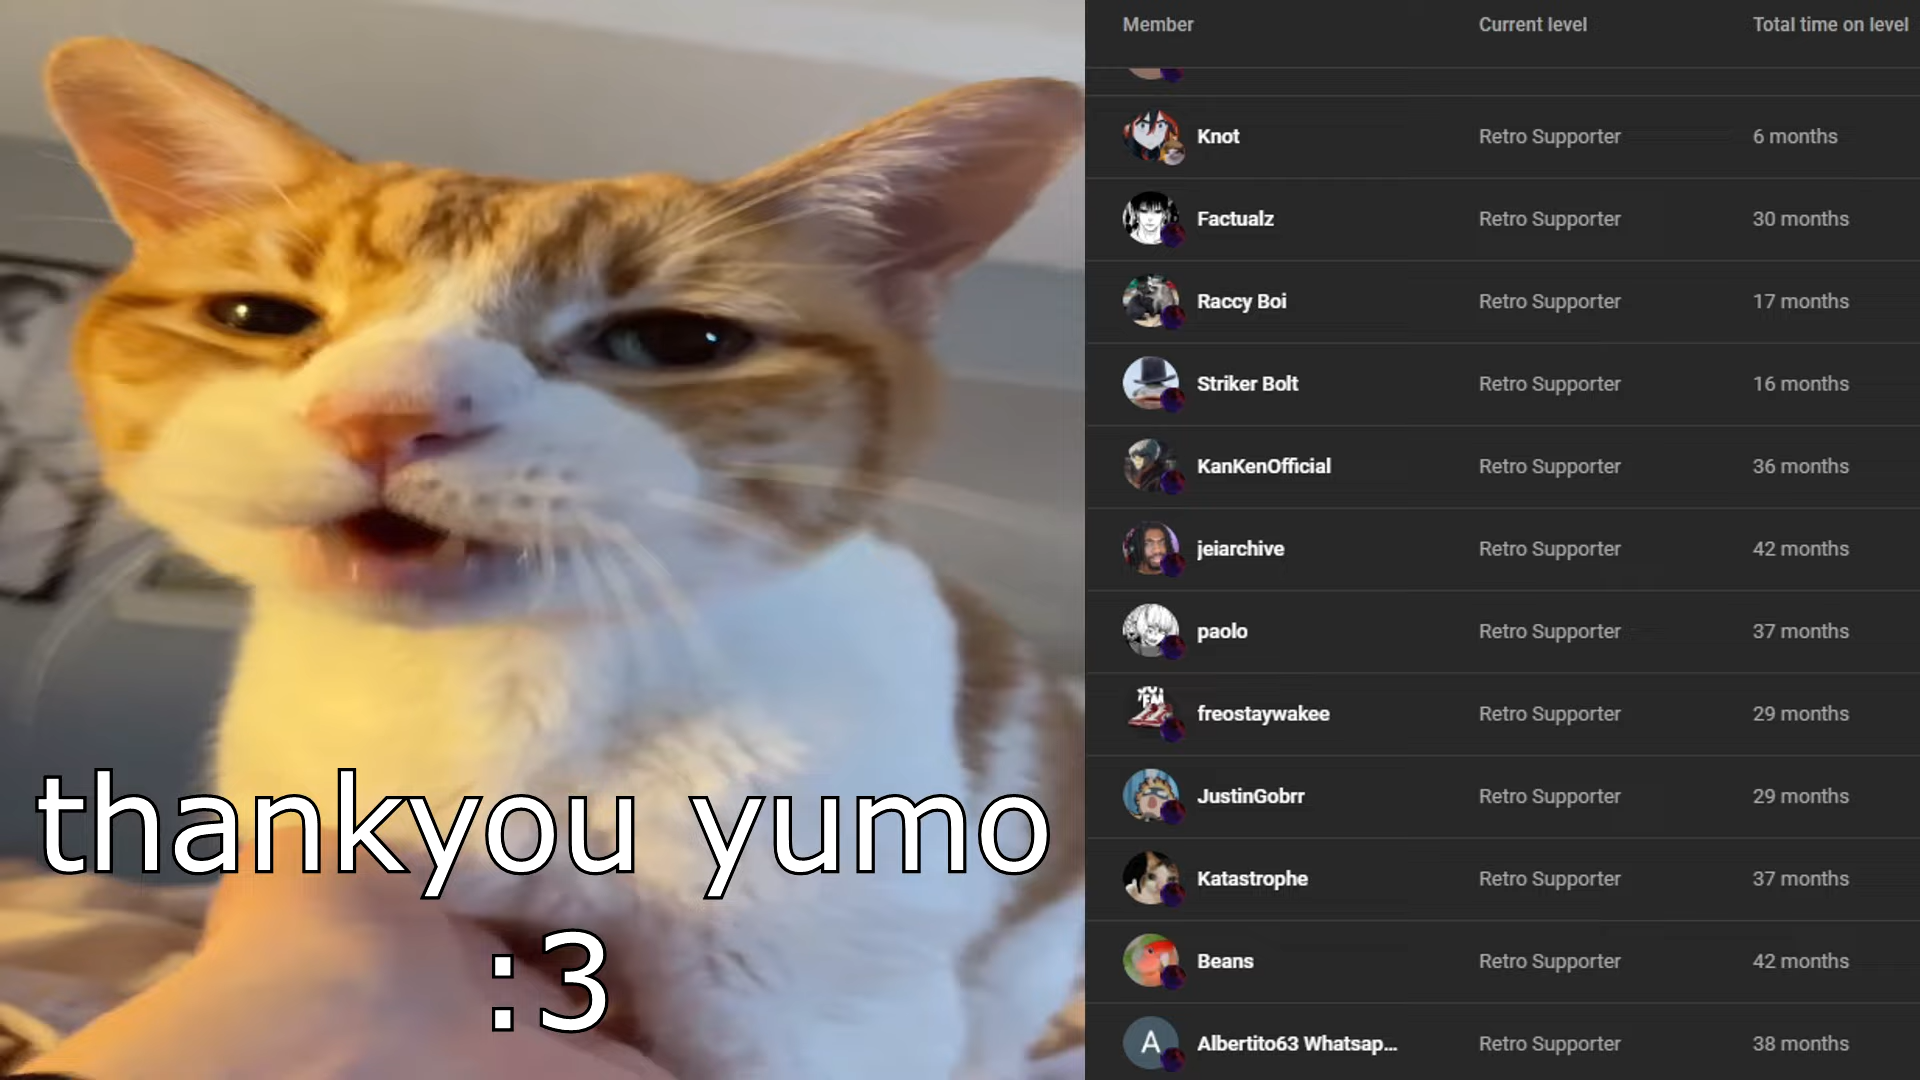 thankyou yumo
:3
Member Current level Total time on level
Knot Retro Supporter 6 months
Factualz Retro Supporter 30 months
Raccy Boi Retro Supporter 17 months
Striker Bolt Retro Supporter 16 months
KanKenOfficial Retro Supporter 36 months
jeiarchive Retro Supporter 42 months
paolo Retro Supporter 37 months
freostaywakee Retro Supporter 29 months
JustinGobrr Retro Supporter 29 months
Katastrophe Retro Supporter 37 months
Beans Retro Supporter 42 months
A Albertito63 Whatsap... Retro Supporter 38 months